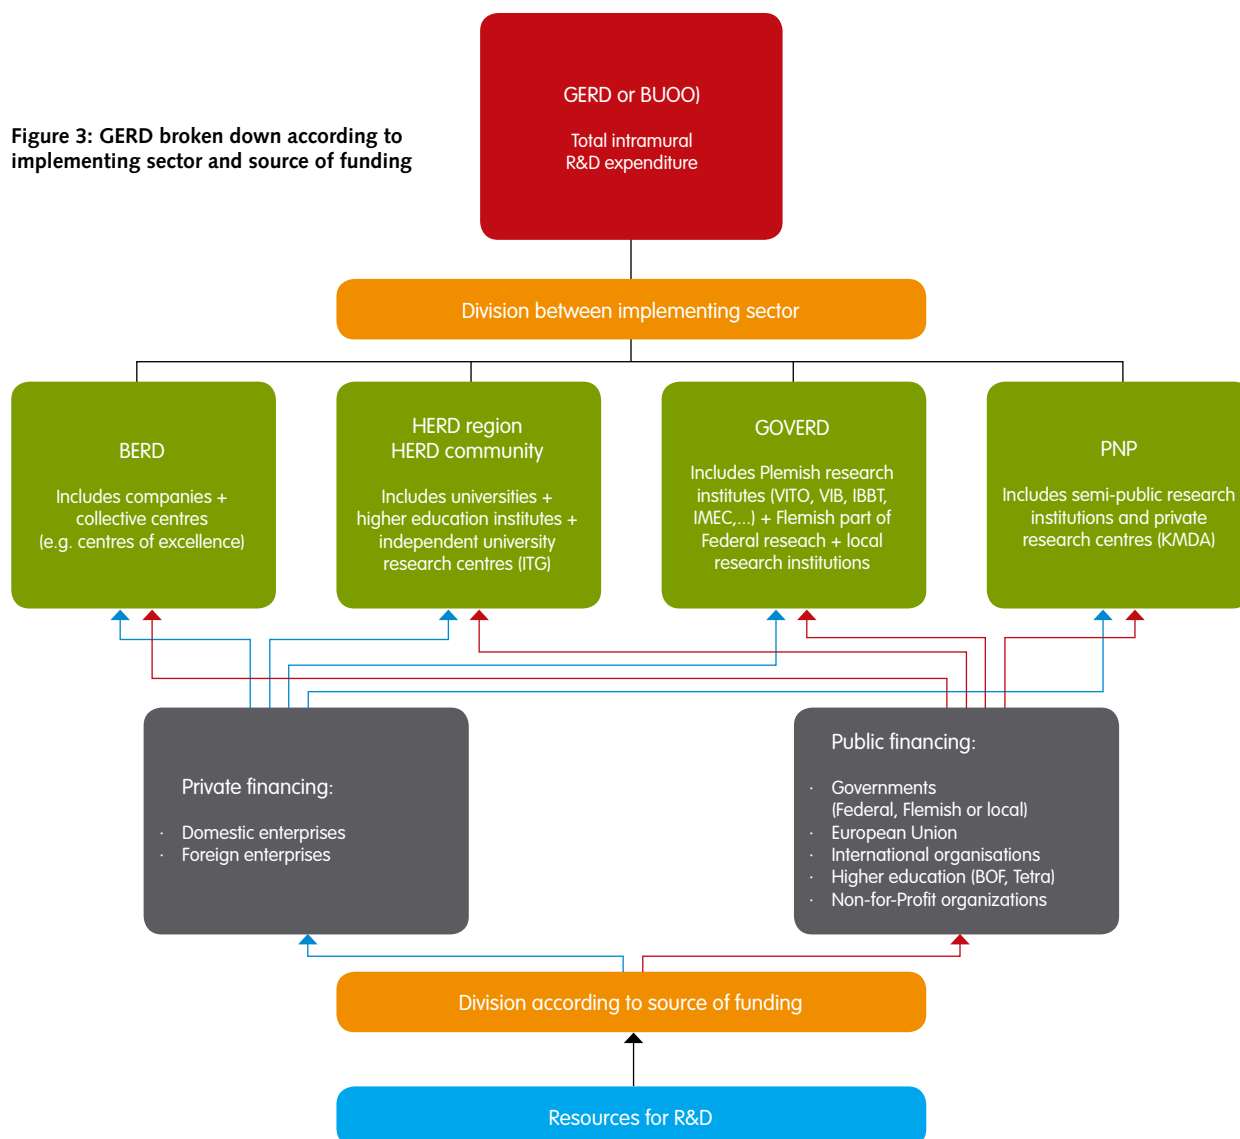 Figure 3: GERD broken down according to
implementing sector and source of funding
GERD or BUOO)
Total intramural
R&D expenditure
Division between implementing sector
BERD
Includes companies +
collective centres
(e.g. centres of excellence)
HERD region
HERD community
Includes universities +
higher education institutes +
independent university
research centres (ITG)
GOVERD
Includes Plemish research
institutes (VITO, VIB, IBBT,
IMEC,...) + Flemish part of
Federal reseach + local
research institutions
PNP
Includes semi-public research
institutions and private
research centres (KMDA)
Private financing:
· Domestic enterprises
· Foreign enterprises
Public financing:
· Governments
(Federal, Flemish or local)
· European Union
· International organisations
· Higher education (BOF, Tetra)
· Non-for-Profit organizations
Division according to source of funding
Resources for R&D